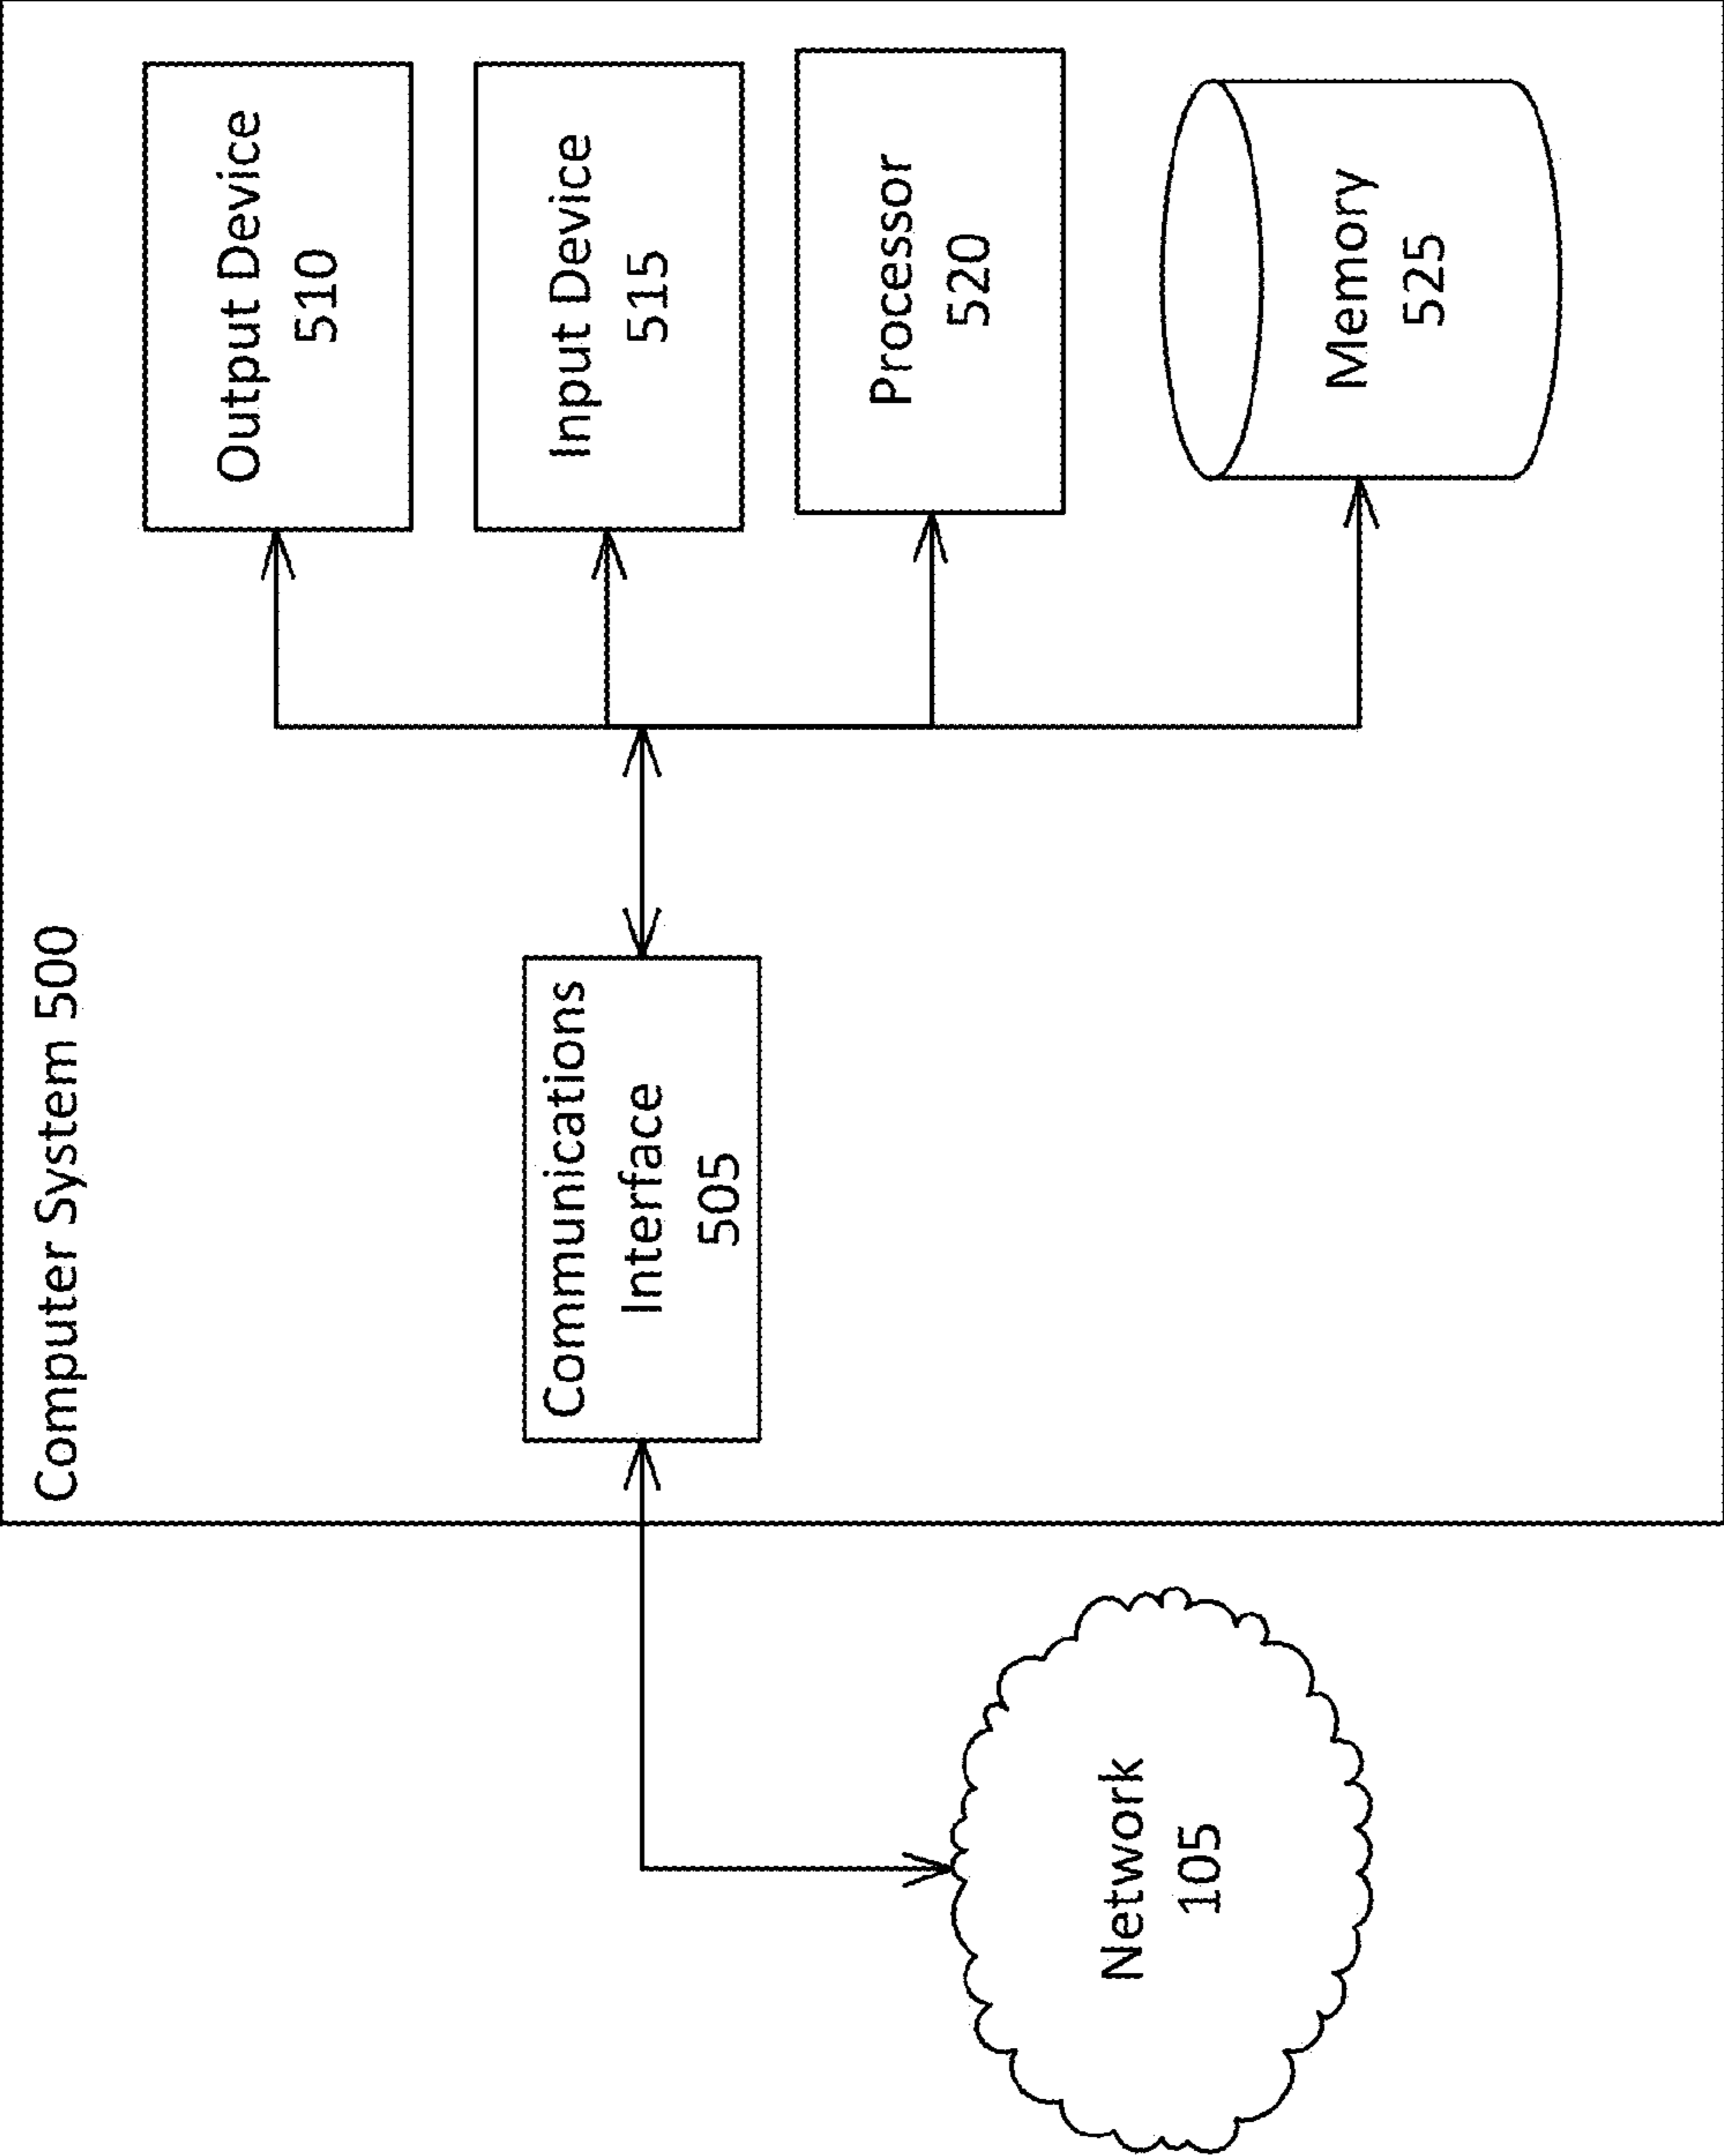 Computer System 500
Output Device
510
Input Device
515
Communications
Interface
505
Processor
520
Network
105
Memory
525